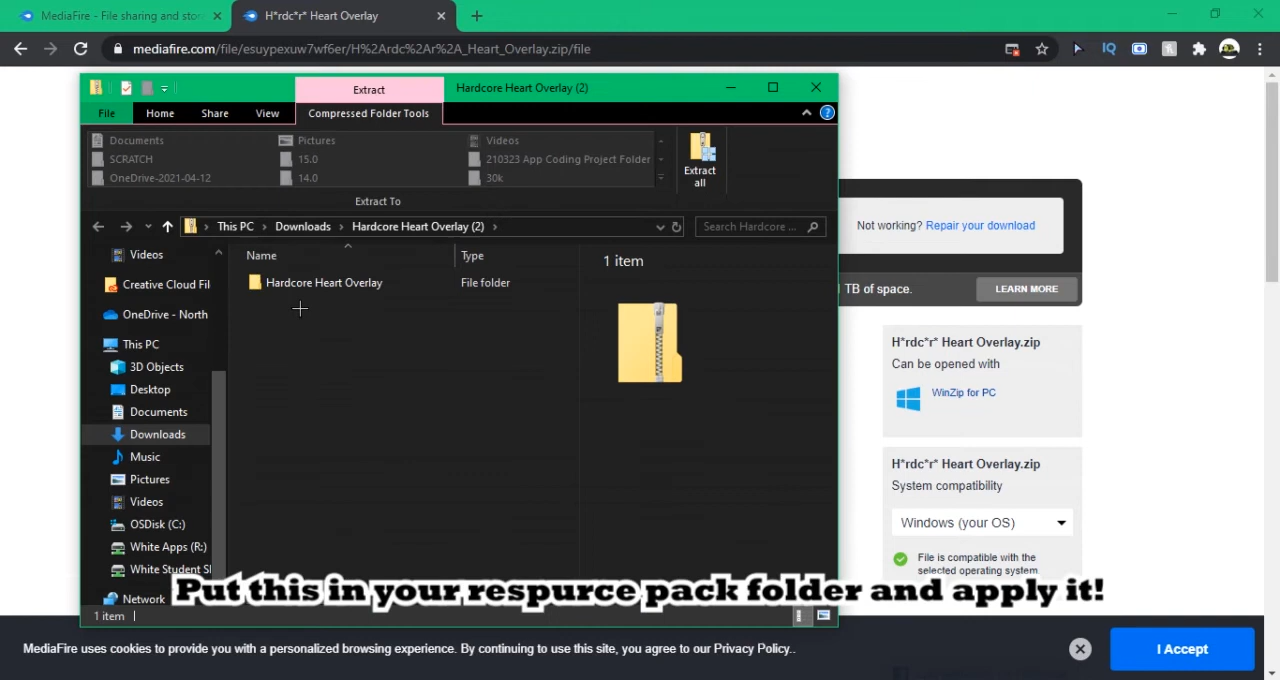 MediaFire - File sharing and stor
H*rdc*r* Heart Overlay
mediafire.com/file/esuypexuw7wf6er/H%2Ardc%2Ar%2A_Heart_Overlay.zip/file
IQ
Extract
Hardcore Heart Overlay (2)
File
Home
Share
View
Compressed Folder Tools
Documents
Pictures
Videos
SCRATCH
15.0
210323 App Coding Project Folder
OneDrive-2021-04-12
14.0
30k
Extract all
Extract To
This PC > Downloads > Hardcore Heart Overlay (2) >
Search Hardcore ...
Name
Type
Hardcore Heart Overlay
File folder
1 item
Videos
Creative Cloud Fil
OneDrive - North
This PC
3D Objects
Desktop
Documents
Downloads
Music
Pictures
Videos
OSDisk (C:)
White Apps (R:)
White Student Sl
Network
1 item
Not working? Repair your download
TB of space.
LEARN MORE
H*rdc*r* Heart Overlay.zip
Can be opened with
WinZip for PC
H*rdc*r* Heart Overlay.zip
System compatibility
Windows (your OS)
File is compatible with the
selected operating system
Put this in your respurce pack folder and apply it!
MediaFire uses cookies to provide you with a personalized browsing experience. By continuing to use this site, you agree to our Privacy Policy..
I Accept